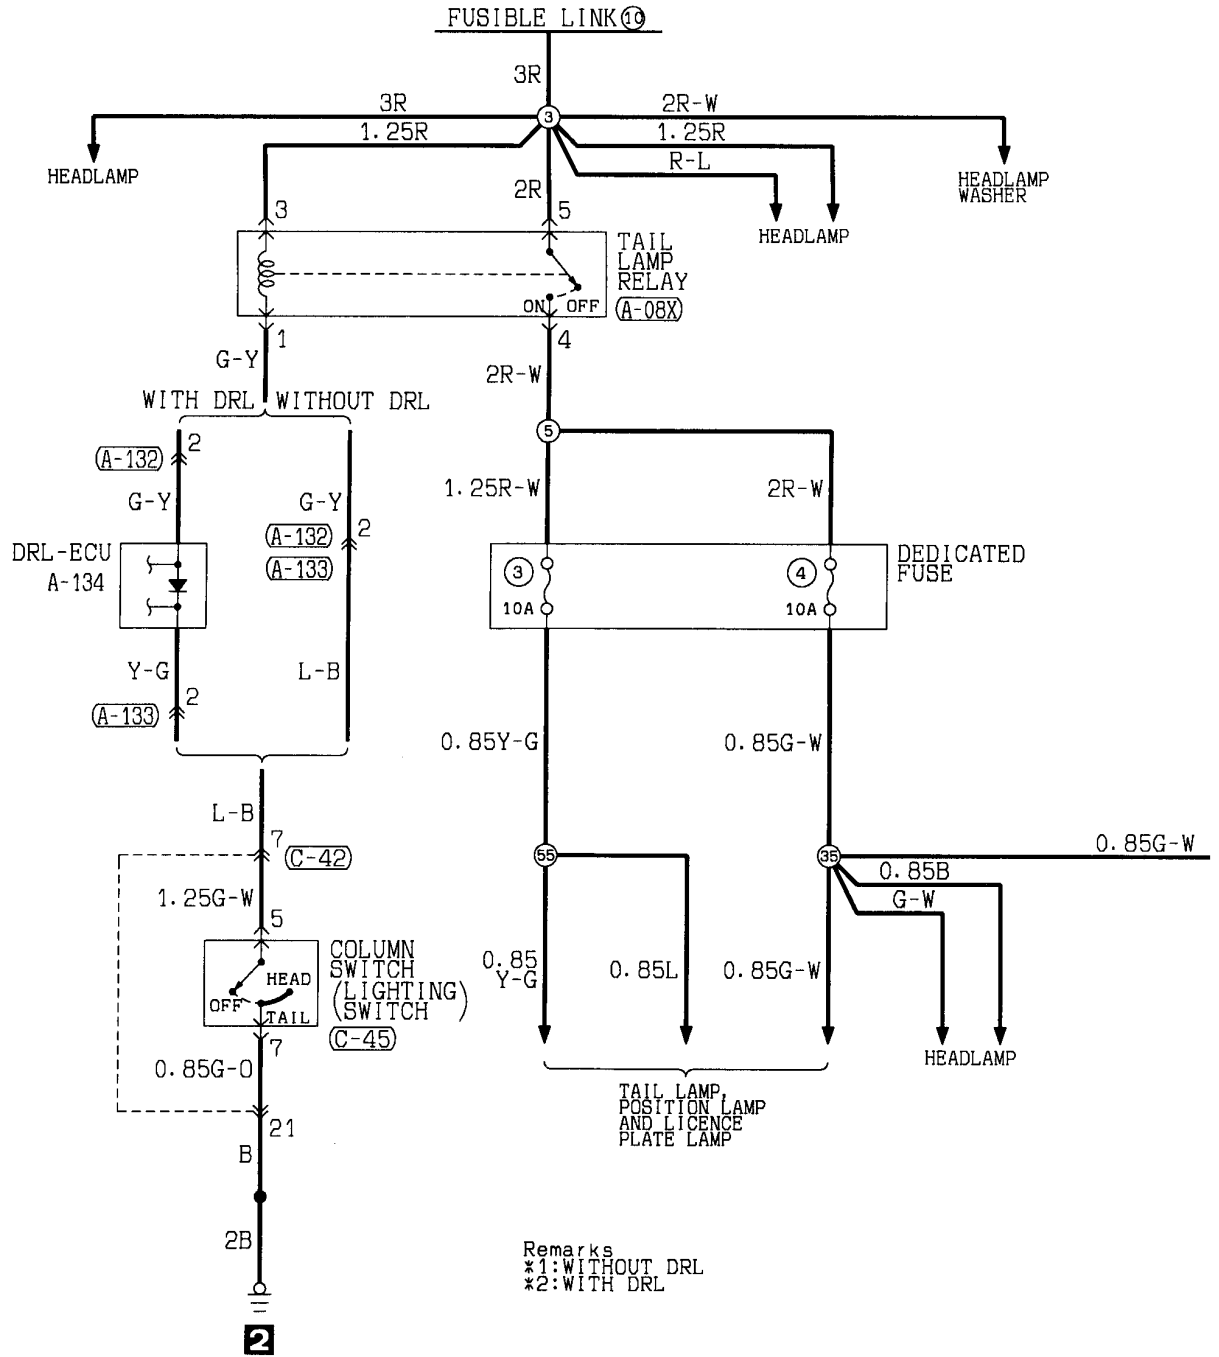 FUSIBLE LINK 10
3R
3R
2R-W
3
1.25R
1.25R
R-L
HEADLAMP
HEADLAMP
WASHER
2R
3
5
HEADLAMP
TAIL
LAMP
RELAY
ON OFF
A-08X
1
4
G-Y
2R-W
WITH DRL WITHOUT DRL
5
2
A-132
1.25R-W
2R-W
G-Y
G-Y
2
A-132
A-133
DRL-ECU
A-134
DEDICATED
FUSE
3
4
10A
10A
Y-G
L-B
2
A-133
0.85Y-G
0.85G-W
L-B
7
C-42
55
35
0.85G-W
0.85B
G-W
1.25G-W
5
COLUMN
SWITCH
(LIGHTING)
SWITCH
HEAD
OFF
TAIL
C-45
0.85
Y-G
0.85L
0.85G-W
7
0.85G-O
HEADLAMP
TAIL LAMP,
POSITION LAMP
AND LICENCE
PLATE LAMP
21
B
2B
Remarks
*1:WITHOUT DRL
*2:WITH DRL
2